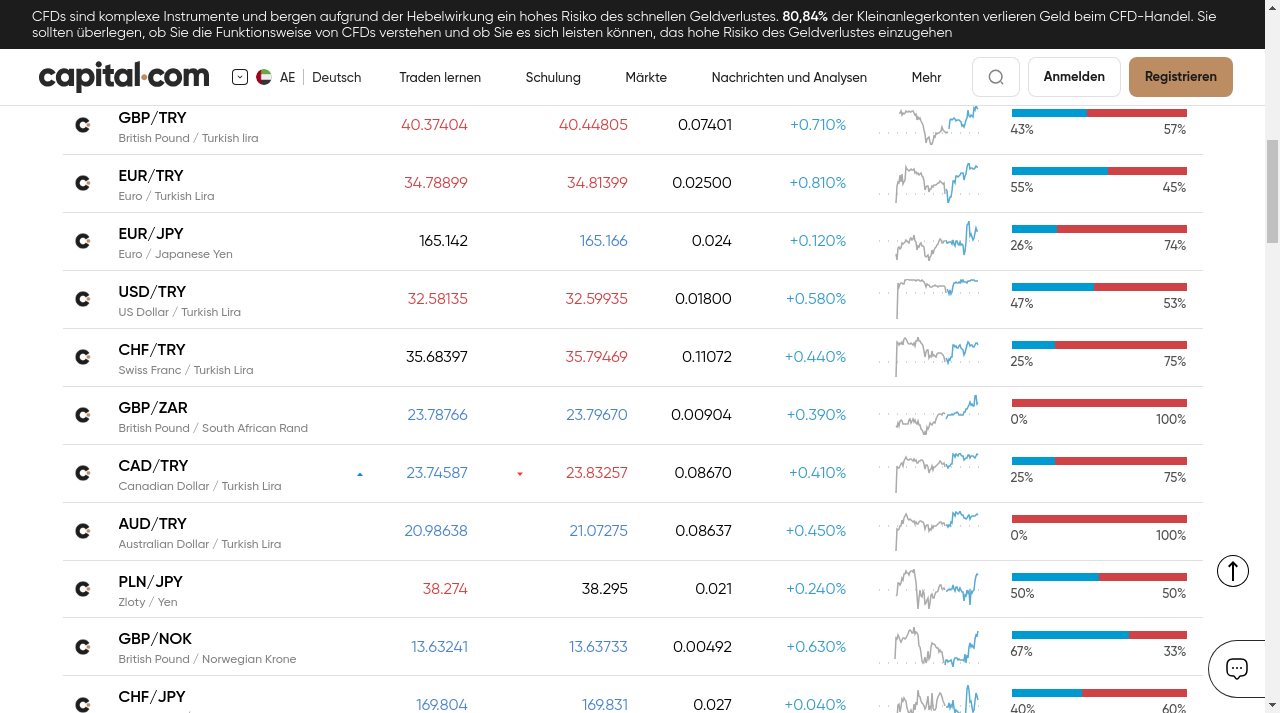 CFDs sind komplexe Instrumente und bergen aufgrund der Hebelwirkung ein hohes Risiko des schnellen Geldverlustes. 80,84% der Kleinanlegerkonten verlieren Geld beim CFD-Handel. Sie
sollten überlegen, ob Sie die Funktionsweise von CFDs verstehen und ob Sie es sich leisten können, das hohe Risiko des Geldverlustes einzugehen
capital.com AE Deutsch Traden lernen Schulung Märkte Nachrichten und Analysen Mehr Anmelden Registrieren
GBP/TRY 40.37404 40.44805 0.07401 +0.710%
British Pound / Turkish lira 43% 57%
EUR/TRY 34.78899 34.81399 0.02500 +0.810%
Euro / Turkish Lira 55% 45%
EUR/JPY 165.142 165.166 0.024 +0.120%
Euro / Japanese Yen 26% 74%
USD/TRY 32.58135 32.59935 0.01800 +0.580%
US Dollar / Turkish Lira 47% 53%
CHF/TRY 35.68397 35.79469 0.11072 +0.440%
Swiss Franc / Turkish Lira 25% 75%
GBP/ZAR 23.78766 23.79670 0.00904 +0.390%
British Pound / South African Rand 0% 100%
CAD/TRY 23.74587 23.83257 0.08670 +0.410%
Canadian Dollar / Turkish Lira 25% 75%
AUD/TRY 20.98638 21.07275 0.08637 +0.450%
Australian Dollar / Turkish Lira 0% 100%
PLN/JPY 38.274 38.295 0.021 +0.240%
Zloty / Yen 50% 50%
GBP/NOK 13.63241 13.63733 0.00492 +0.630%
British Pound / Norwegian Krone 67% 33%
CHF/JPY 169.804 169.831 0.027 +0.040%
40% 60%